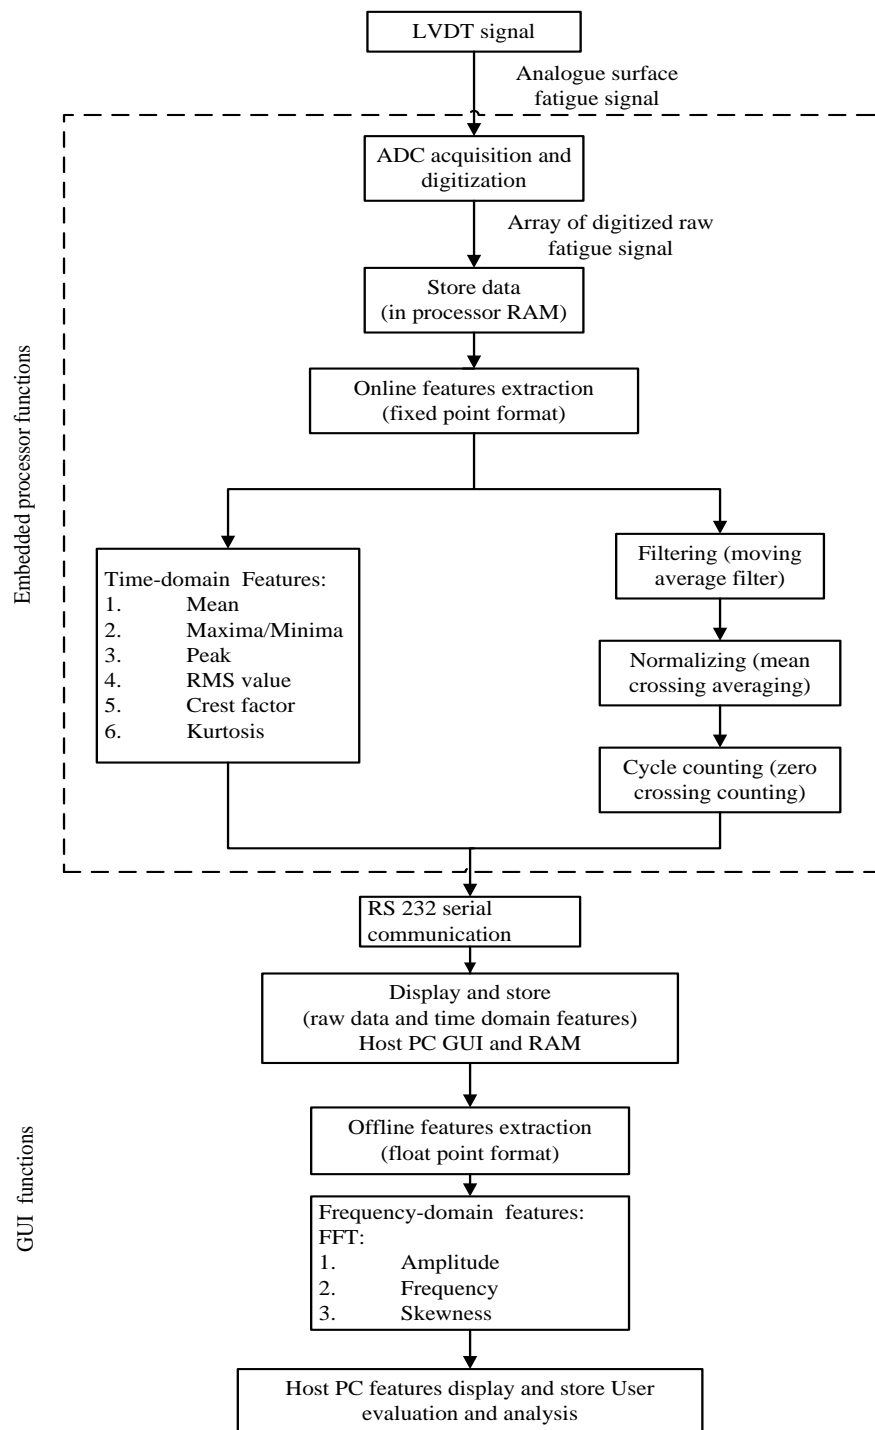 LVDT signal
Analogue surface
fatigue signal
ADC acquisition and
digitization
Array of digitized raw
fatigue signal
Store data
(in processor RAM)
Online features extraction
(fixed point format)
Embedded processor functions
Time-domain Features:
1. Mean
2. Maxima/Minima
3. Peak
4. RMS value
5. Crest factor
6. Kurtosis
Filtering (moving
average filter)
Normalizing (mean
crossing averaging)
Cycle counting (zero
crossing counting)
RS 232 serial
communication
Display and store
(raw data and time domain features)
Host PC GUI and RAM
GUI functions
Offline features extraction
(float point format)
Frequency-domain features:
FFT:
1. Amplitude
2. Frequency
3. Skewness
Host PC features display and store User
evaluation and analysis